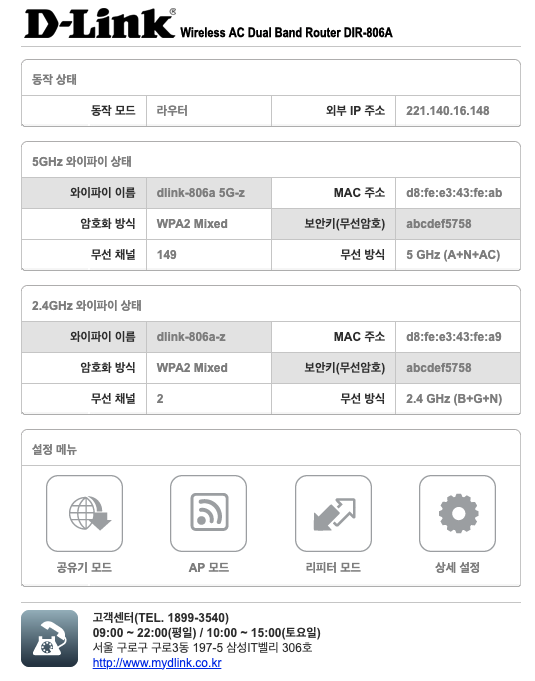 D-Link® Wireless AC Dual Band Router DIR-806A
동작 상태
동작 모드 라우터 외부 IP 주소 221.140.16.148
5GHz 와이파이 상태
와이파이 이름 dlink-806a 5G-z MAC 주소 d8:fe:e3:43:fe:ab
암호화 방식 WPA2 Mixed 보안키(무선암호) abcdef5758
무선 채널 149 무선 방식 5 GHz (A+N+AC)
2.4GHz 와이파이 상태
와이파이 이름 dlink-806a-z MAC 주소 d8:fe:e3:43:fe:a9
암호화 방식 WPA2 Mixed 보안키(무선암호) abcdef5758
무선 채널 2 무선 방식 2.4 GHz (B+G+N)
설정 메뉴
공유기 모드 AP 모드 리피터 모드 상세 설정
고객센터(TEL. 1899-3540)
09:00 ~ 22:00(평일) / 10:00 ~ 15:00(토요일)
서울 구로구 구로3동 197-5 삼성IT벨리 306호
http://www.mydlink.co.kr